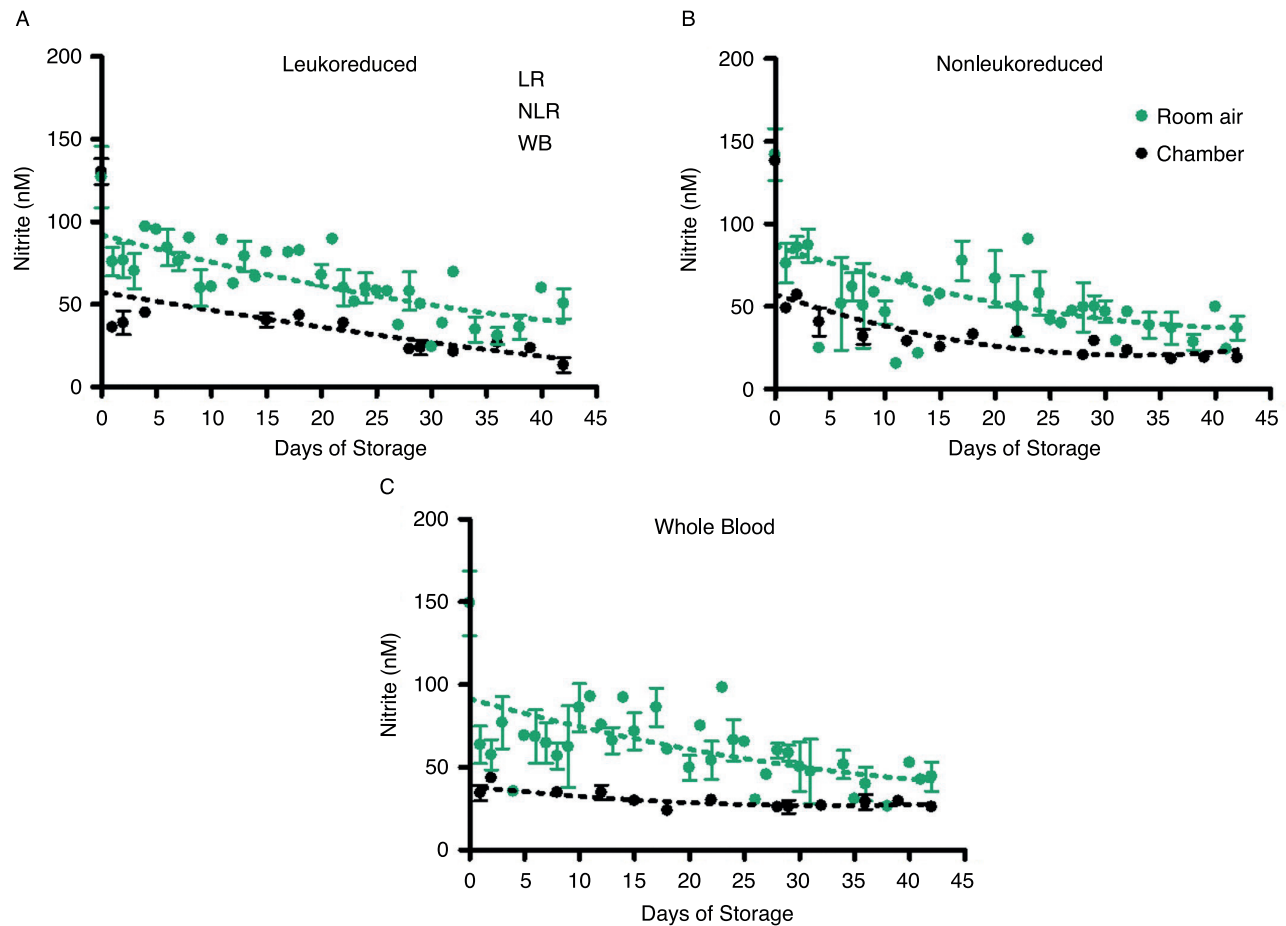 A
Leukoreduced
LR
NLR
WB
200
150
100
50
0
Nitrite (nM)
0 5 10 15 20 25 30 35 40 45
Days of Storage
B
Nonleukoreduced
Room air
Chamber
200
150
100
50
0
Nitrite (nM)
0 5 10 15 20 25 30 35 40 45
Days of Storage
C
Whole Blood
200
150
100
50
0
Nitrite (nM)
0 5 10 15 20 25 30 35 40 45
Days of Storage